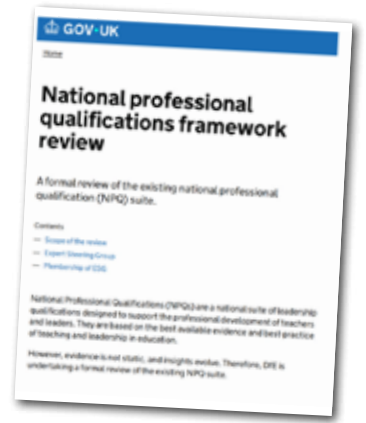 GOV·UK
Home
National professional
qualifications framework
review
A formal review of the existing national professional
qualification (NPQ) suite.
Contents
— Scope of the review
— Expert Steering Group
— Membership of ESG
National Professional Qualifications (NPQs) are a national suite of leadership
qualifications designed to support the professional development of teachers
and leaders. They are based on the best available evidence and best practice
of teaching and leadership in education.
However, evidence is not static, and insights evolve. Therefore, DfE is
undertaking a formal review of the existing NPQ suite.